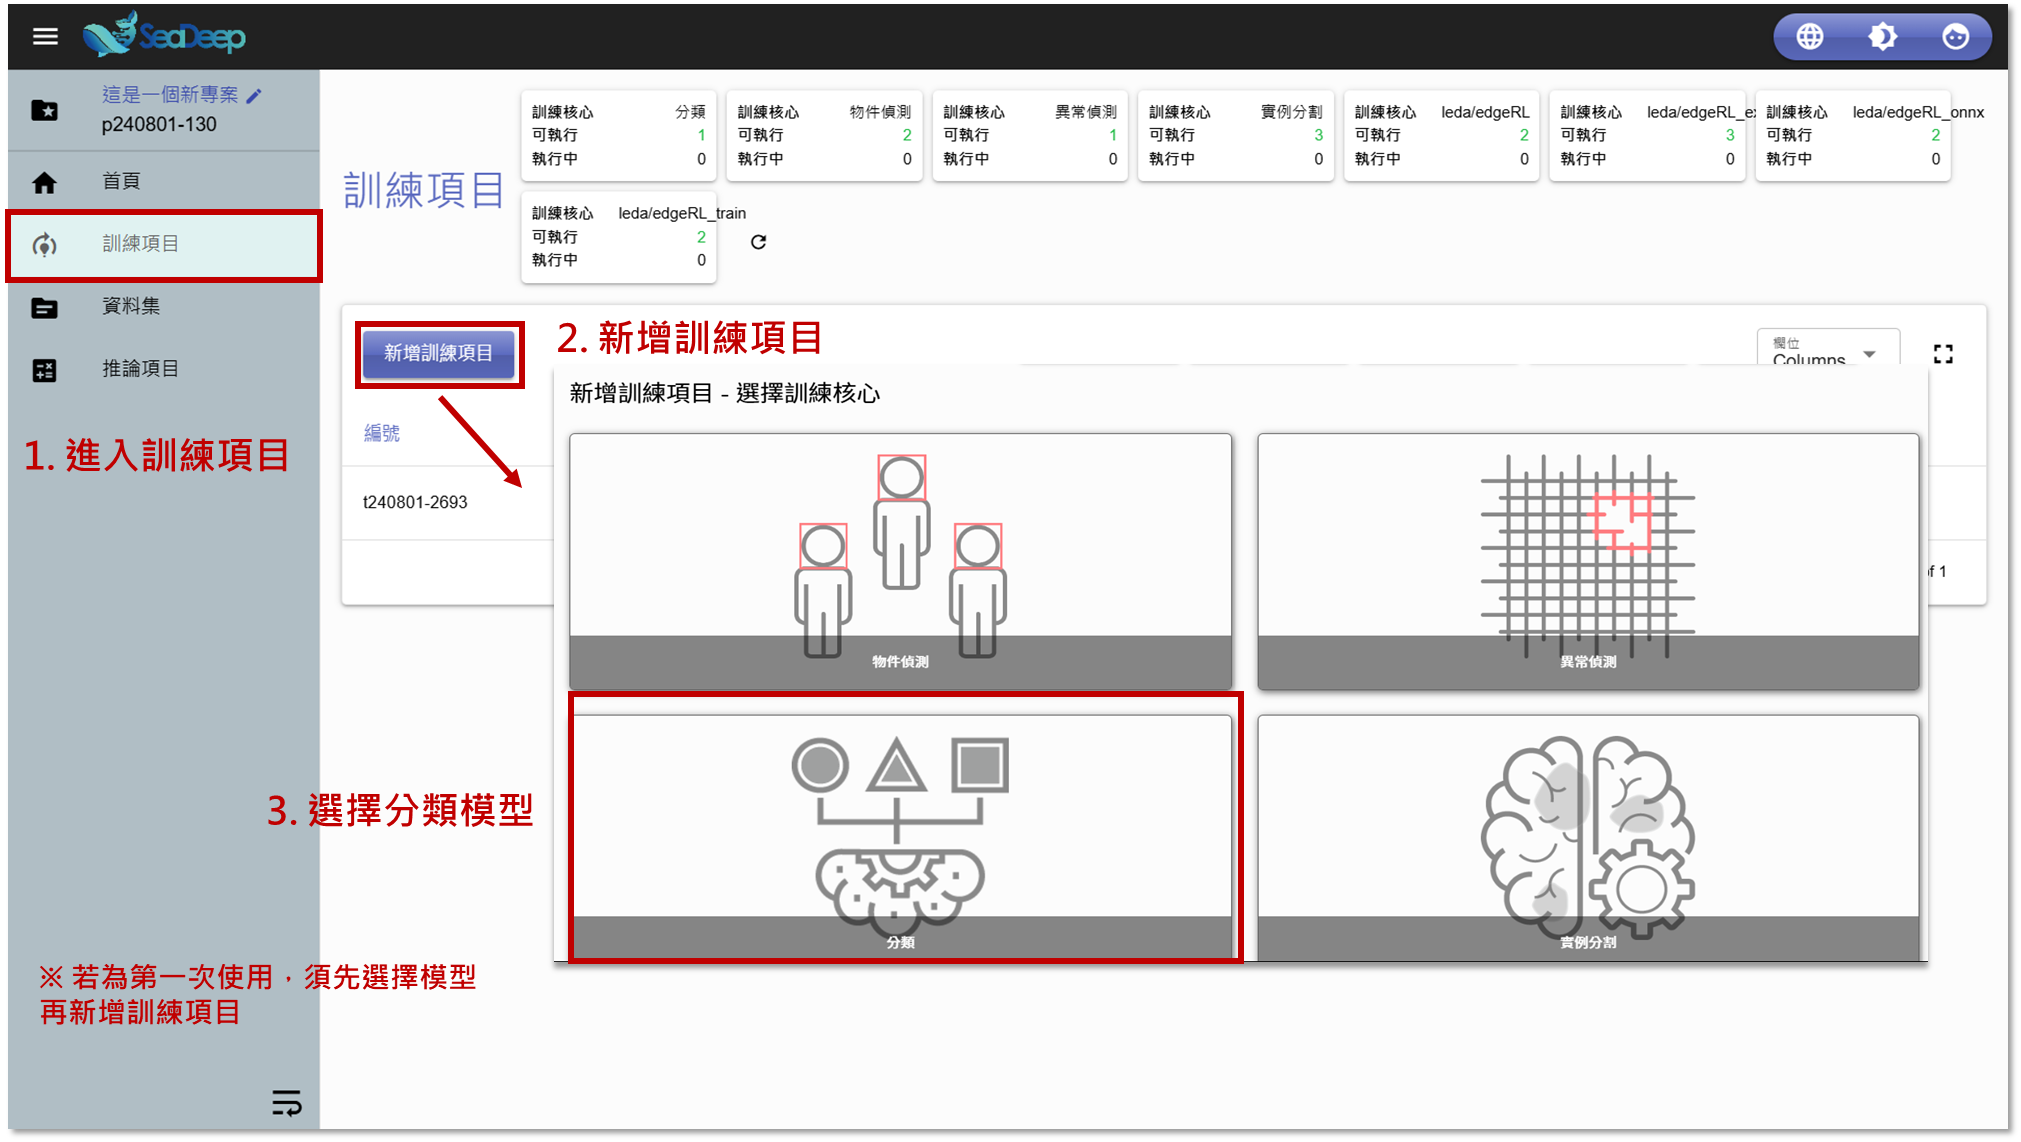 SeaDeep
這是一個新專案
p240801-130
首頁
訓練項目
資料集
推論項目
1. 進入訓練項目
訓練項目
訓練核心 分類
可執行 1
執行中 0
訓練核心 物件偵測
可執行 2
執行中 0
訓練核心 異常偵測
可執行 1
執行中 0
訓練核心 實例分割
可執行 3
執行中 0
訓練核心 leda/edgeRL
可執行 2
執行中 0
訓練核心 leda/edgeRL_e
可執行 3
執行中 0
訓練核心 leda/edgeRL_onnx
可執行 2
執行中 0
訓練核心 leda/edgeRL_train
可執行 2
執行中 0
新增訓練項目
2. 新增訓練項目
欄位
Columns
編號
t240801-2693
of 1
新增訓練項目 - 選擇訓練核心
物件偵測
異常偵測
3. 選擇分類模型
分類
實例分割
※ 若為第一次使用，須先選擇模型
再新增訓練項目